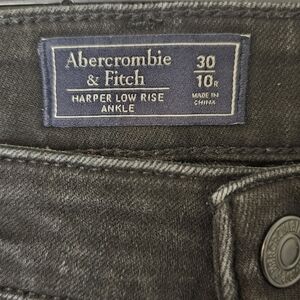 Abercrombie
& Fitch
HARPER LOW RISE
ANKLE
30
10R
MADE IN
CHINA